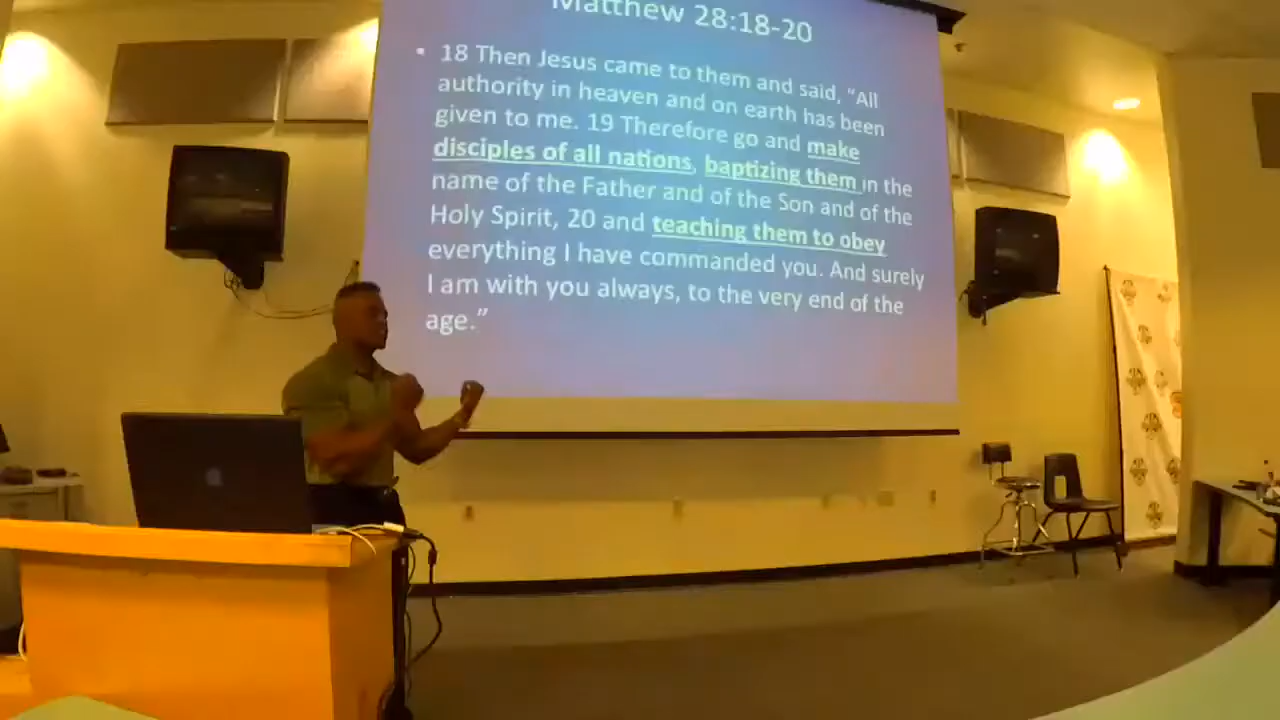 Matthew 28:18-20
• 18 Then Jesus came to them and said, “All
authority in heaven and on earth has been
given to me. 19 Therefore go and make
disciples of all nations, baptizing them in the
name of the Father and of the Son and of the
Holy Spirit, 20 and teaching them to obey
everything I have commanded you. And surely
I am with you always, to the very end of the
age.”